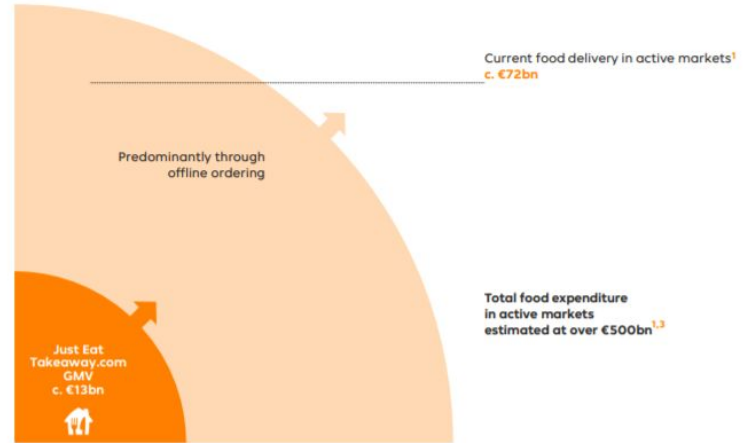 Current food delivery in active markets¹
c. €72bn
Predominantly through
offline ordering
Total food expenditure
in active markets
estimated at over €500bn¹,³
Just Eat
Takeaway.com
GMV
c. €13bn